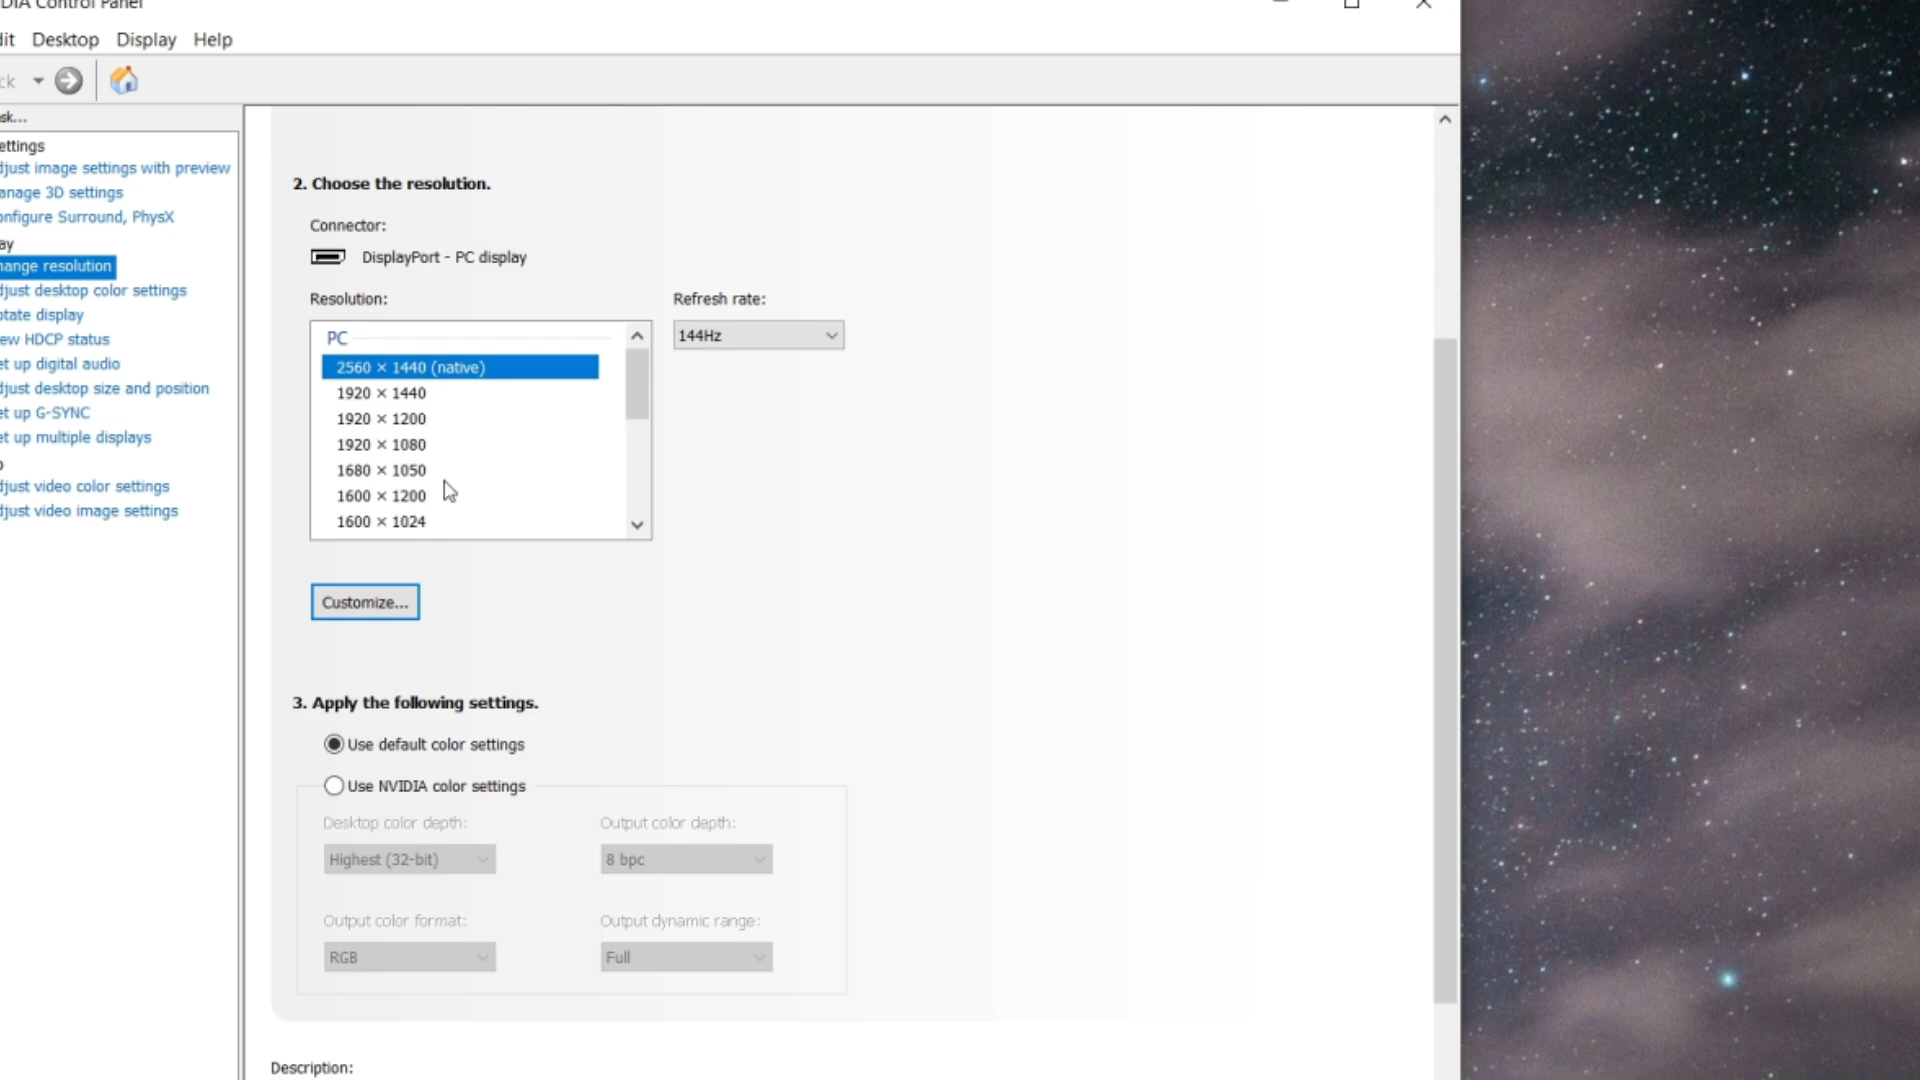 DIA Control Panel
dit Desktop Display Help
ck
sk...
ettings
djust image settings with preview
anage 3D settings
onfigure Surround, PhysX
ay
hange resolution
djust desktop color settings
otate display
ew HDCP status
et up digital audio
djust desktop size and position
et up G-SYNC
et up multiple displays
o
djust video color settings
djust video image settings
2. Choose the resolution.
Connector:
DisplayPort - PC display
Resolution:
Refresh rate:
PC
144Hz
2560 × 1440 (native)
1920 × 1440
1920 × 1200
1920 × 1080
1680 × 1050
1600 × 1200
1600 × 1024
Customize...
3. Apply the following settings.
Use default color settings
Use NVIDIA color settings
Desktop color depth:
Output color depth:
Highest (32-bit)
8 bpc
Output color format:
Output dynamic range:
RGB
Full
Description: